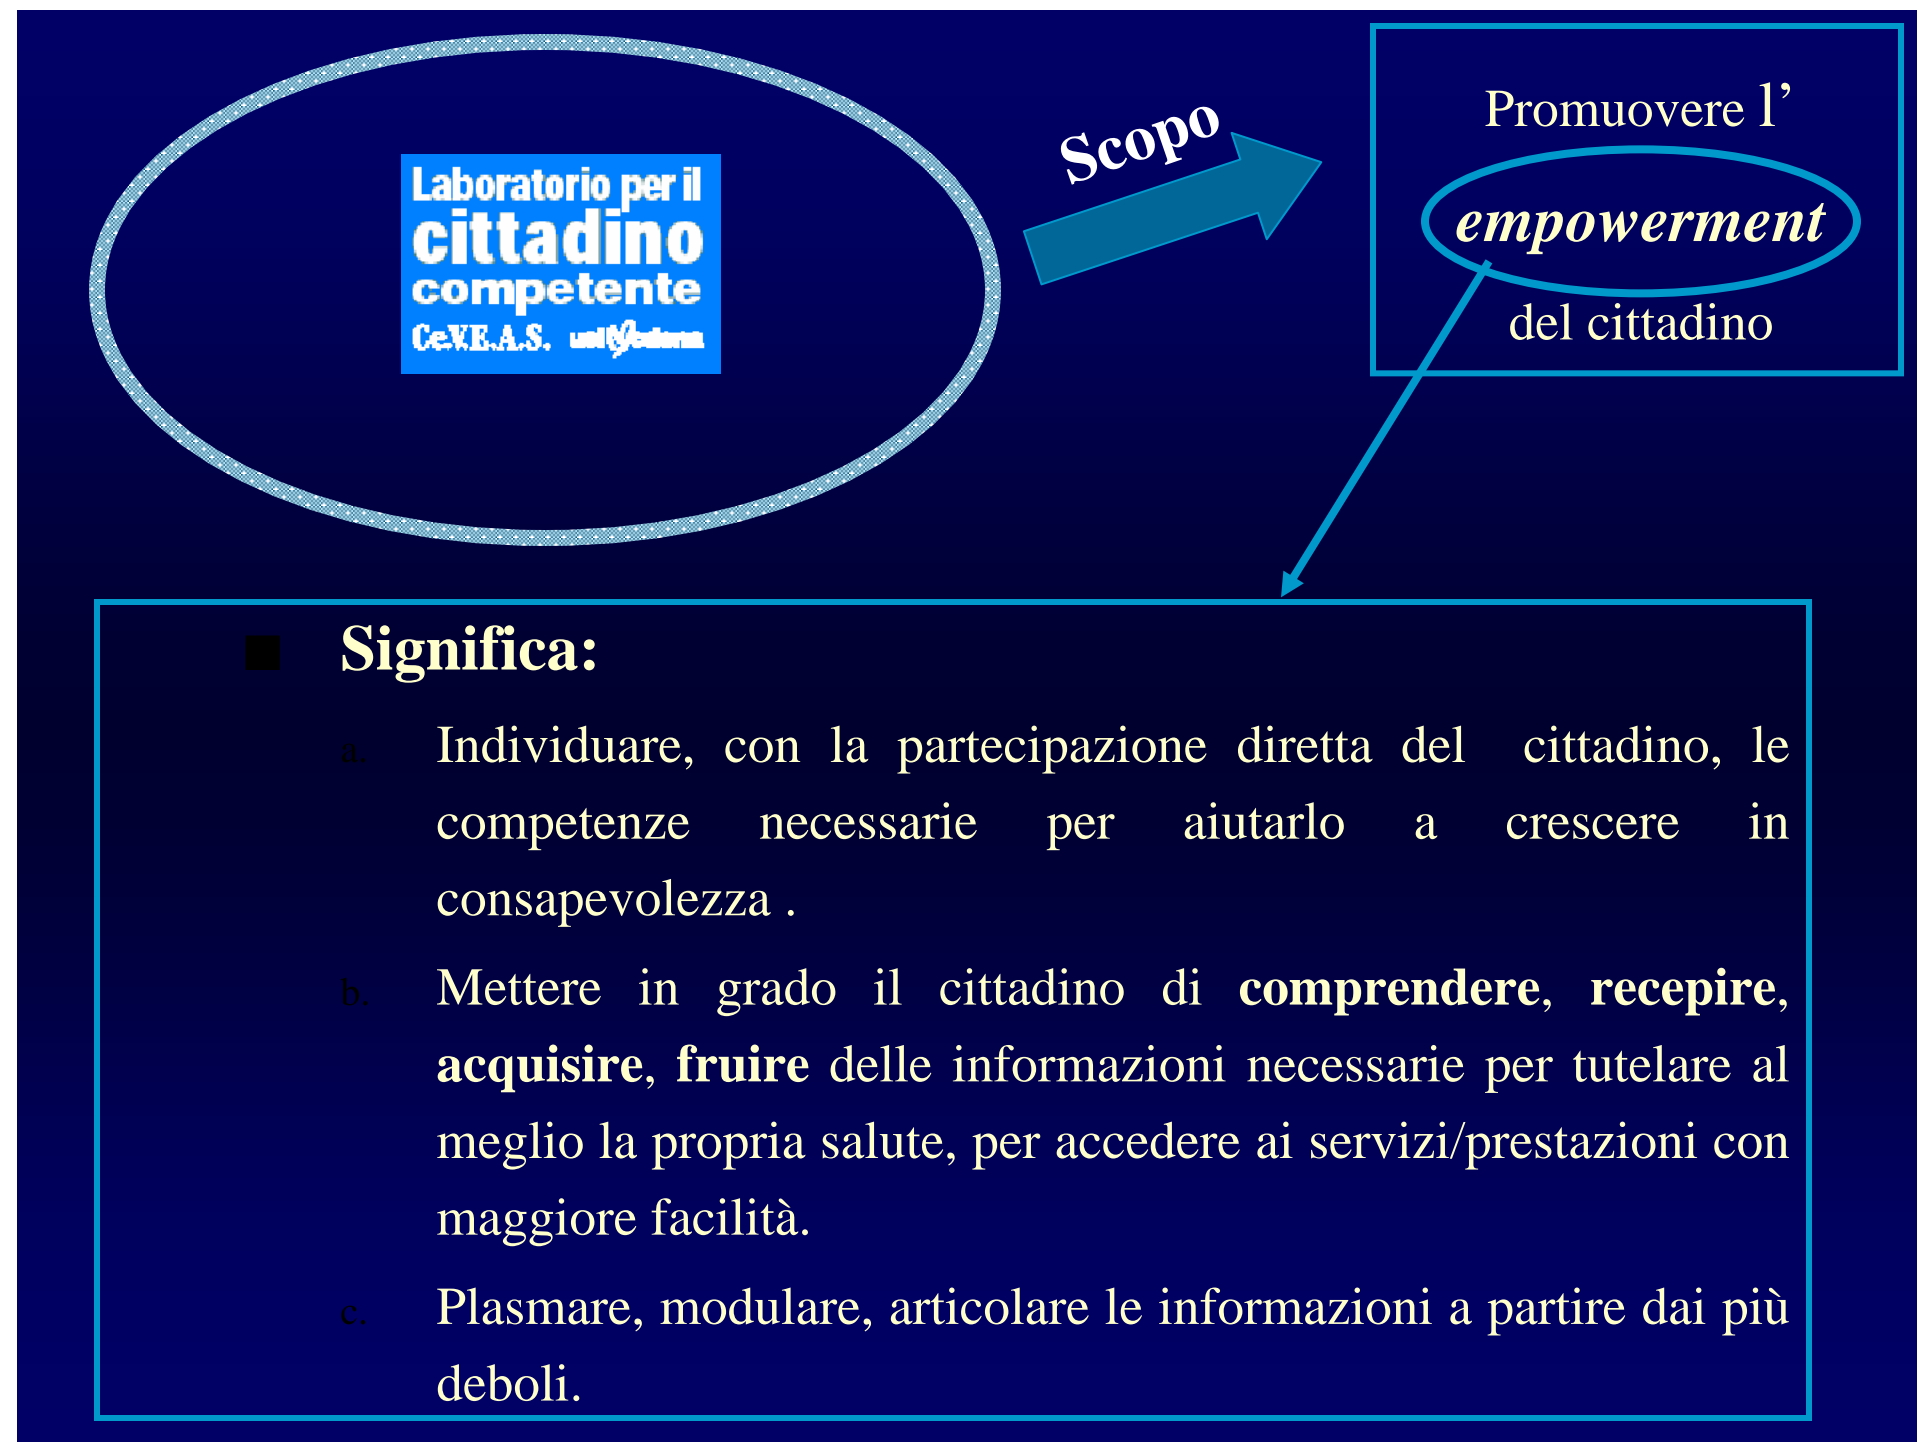 Laboratorio per il
cittadino
competente
CeVEAS.
Scopo
Promuovere l’
empowerment
del cittadino
Significa:
a. Individuare, con la partecipazione diretta del cittadino, le
competenze necessarie per aiutarlo a crescere in
consapevolezza .
b. Mettere in grado il cittadino di comprendere, recepire,
acquisire, fruire delle informazioni necessarie per tutelare al
meglio la propria salute, per accedere ai servizi/prestazioni con
maggiore facilità.
c. Plasmare, modulare, articolare le informazioni a partire dai più
deboli.